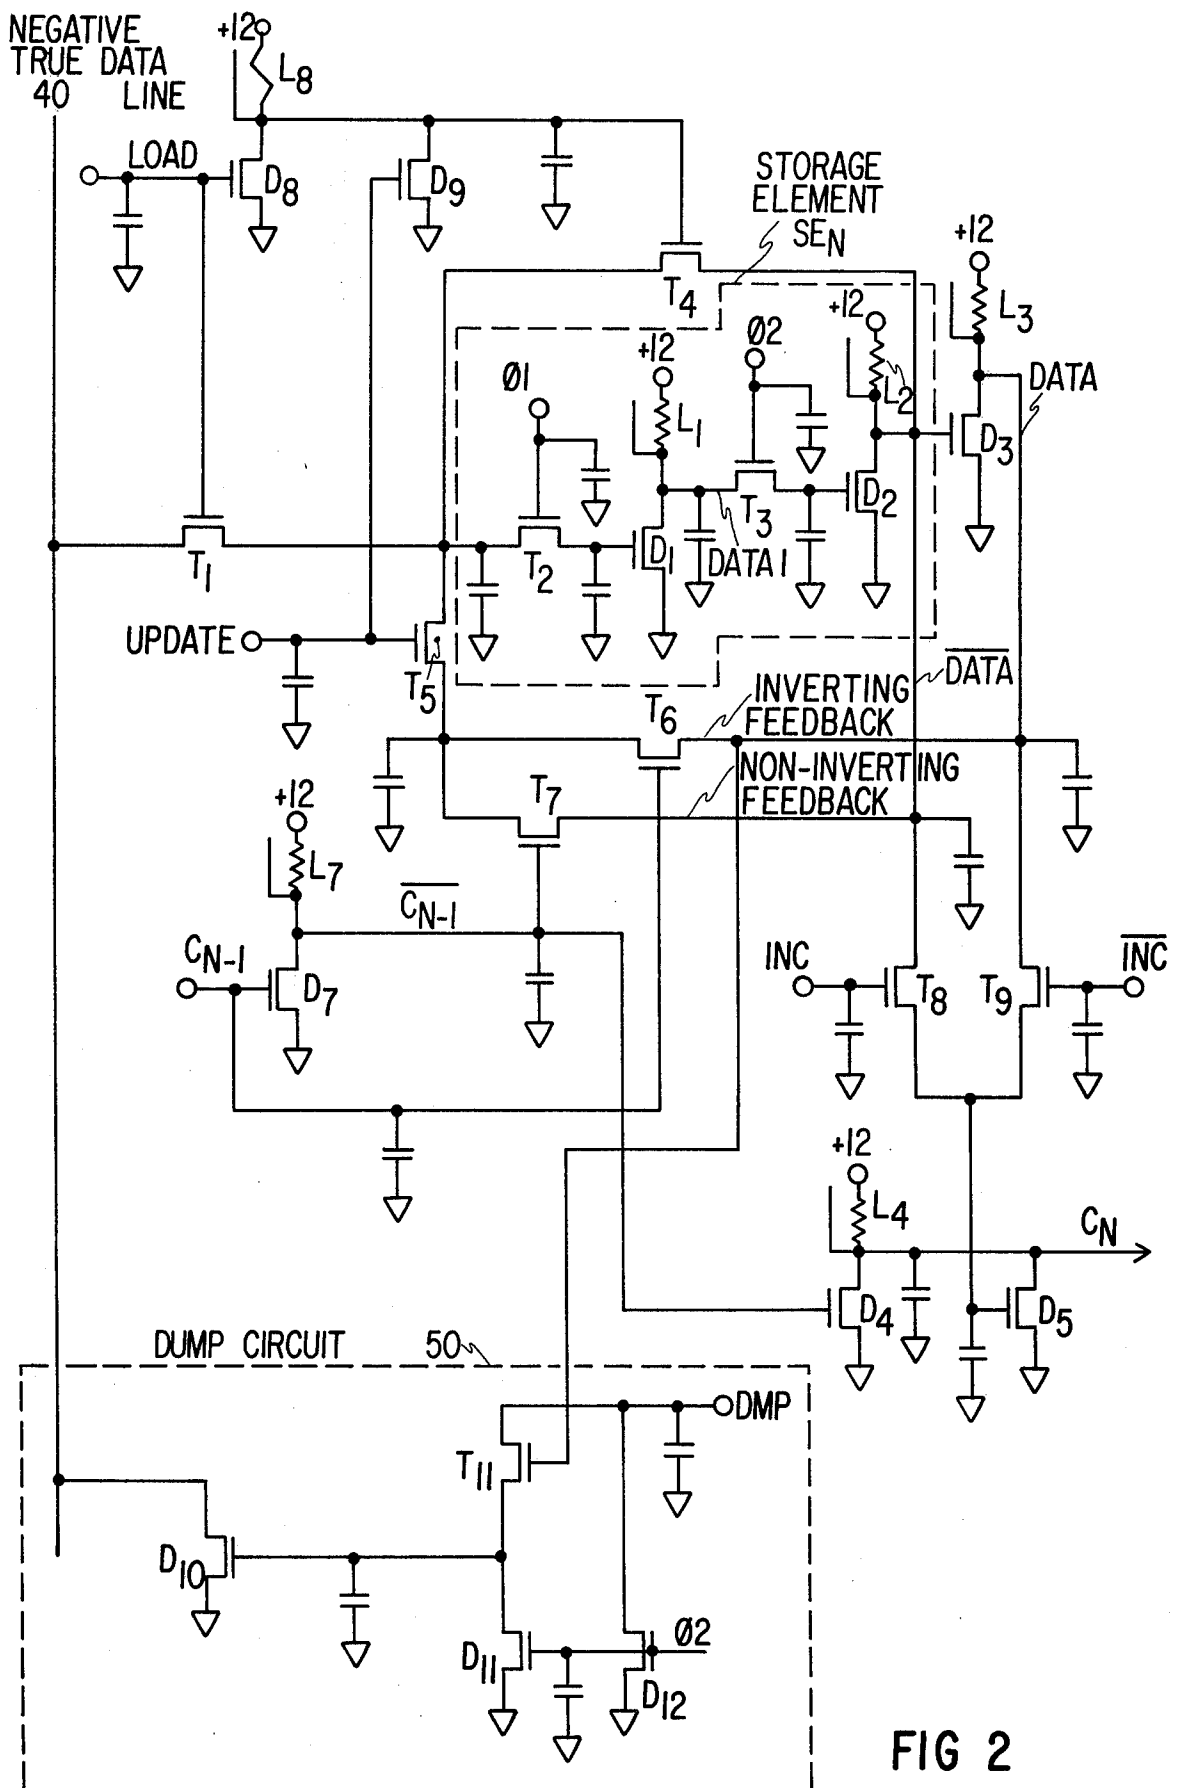 NEGATIVE
TRUE DATA
40 LINE
+12
L8
LOAD
D8
D9
STORAGE
ELEMENT
SEN
+12
T4
+12
L3
Ø2
+12
Ø1
L1
L2
DATA
D3
D2
T3
T1
T2
D1
DATA 1
UPDATE
T5
DATA
T6
INVERTING
FEEDBACK
T7
NON-INVERTING
FEEDBACK
+12
L7
CN-1
CN-1
D7
INC
T8
T9
INC
+12
L4
CN
D4
D5
DUMP CIRCUIT 50
DMP
T11
D10
D11
Ø2
D12
FIG 2